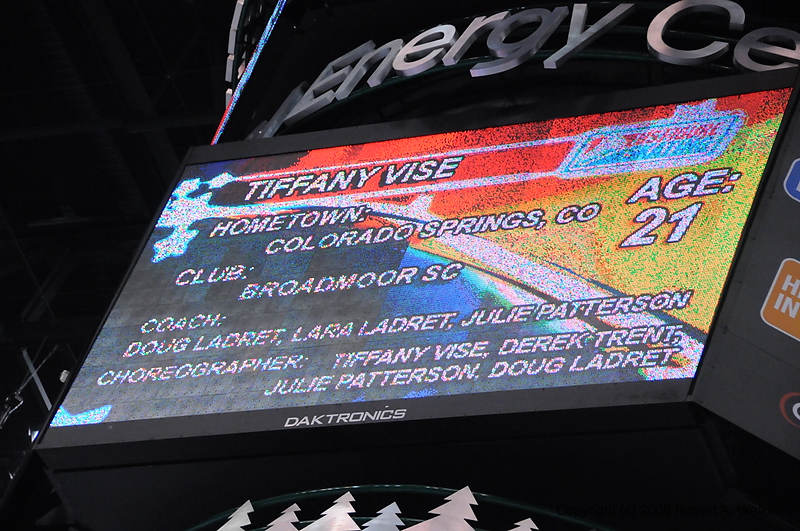 Energy Ce
TIFFANY VISE
HOMETOWN:
COLORADO SPRINGS, CO
AGE:
21
CLUB:
BROADMOOR SC
COACH:
DOUG LADRET, LARA LADRET, JULIE PATTERSON
CHOREOGRAPHER: TIFFANY VISE, DEREK TRENT,
JULIE PATTERSON, DOUG LADRET
DAKTRONICS